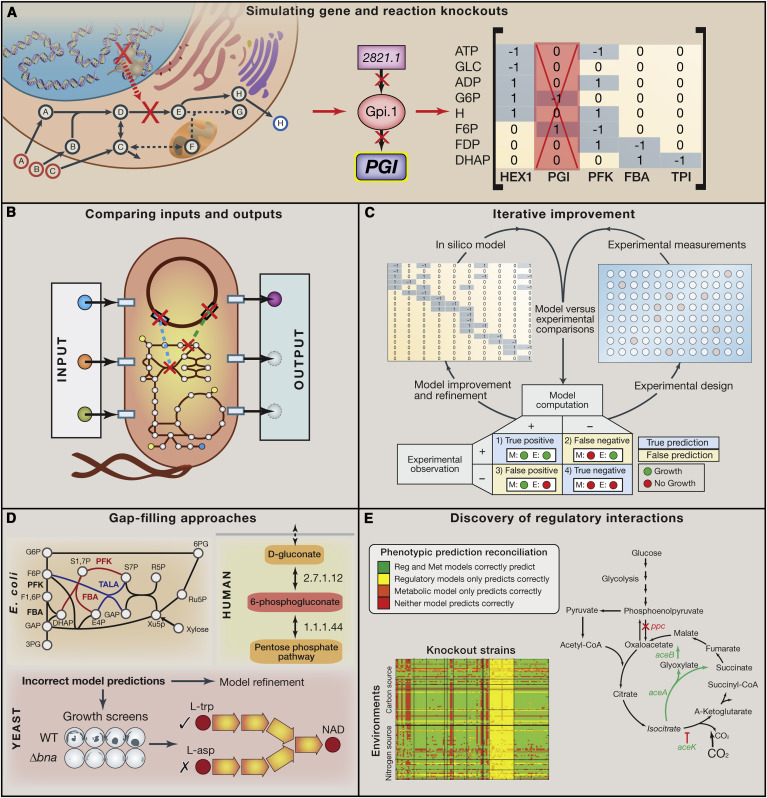 A
Simulating gene and reaction knockouts
A
B
C
A
B
C
D
E
F
H
G
H
2821.1
Gpi.1
PGI
ATP -1 0 -1 0 0
GLC -1 0 0 0 0
ADP 1 0 1 0 0
G6P 1 -1 0 0 0
H 1 0 1 0 0
F6P 0 1 -1 0 0
FDP 0 0 1 -1 0
DHAP 0 0 0 1 -1
HEX1 PGI PFK FBA TPI
B
Comparing inputs and outputs
INPUT
OUTPUT
C
Iterative improvement
In silico model
Experimental measurements
Model versus
experimental
comparisons
Model improvement
and refinement
Experimental design
Model
computation
+ −
Experimental
observation
+
−
1) True positive
M: E:
2) False negative
M: E:
3) False positive
M: E:
4) True negative
M: E:
True prediction
False prediction
Growth
No Growth
D
Gap-filling approaches
E. coli
G6P
F6P
PFK
F1,6P
FBA
GAP
3PG
S1,7P
PFK
TALA
FBA
DHAP
E4P
S7P
GAP
R5P
Xu5p
6PG
Ru5P
Xylose
HUMAN
D-gluconate
2.7.1.12
6-phosphogluconate
1.1.1.44
Pentose phosphate
pathway
YEAST
Incorrect model predictions
Model refinement
Growth screens
WT
Δbna
L-trp
✓
L-asp
✗
NAD
E
Discovery of regulatory interactions
Phenotypic prediction reconciliation
Reg and Met models correctly predict
Regulatory models only predicts correctly
Metabolic model only predicts correctly
Neither model predicts correctly
Knockout strains
Environments
Carbon source
Nitrogen source
Glucose
Glycolysis
Phosphoenolpyruvate
Pyruvate
ppc
Acetyl-CoA
Oxaloacetate
Malate
aceB
Fumarate
Glyoxylate
Succinate
Citrate
aceA
Succinyl-CoA
A-Ketoglutarate
Isocitrate
aceK
CO₂
CO₂